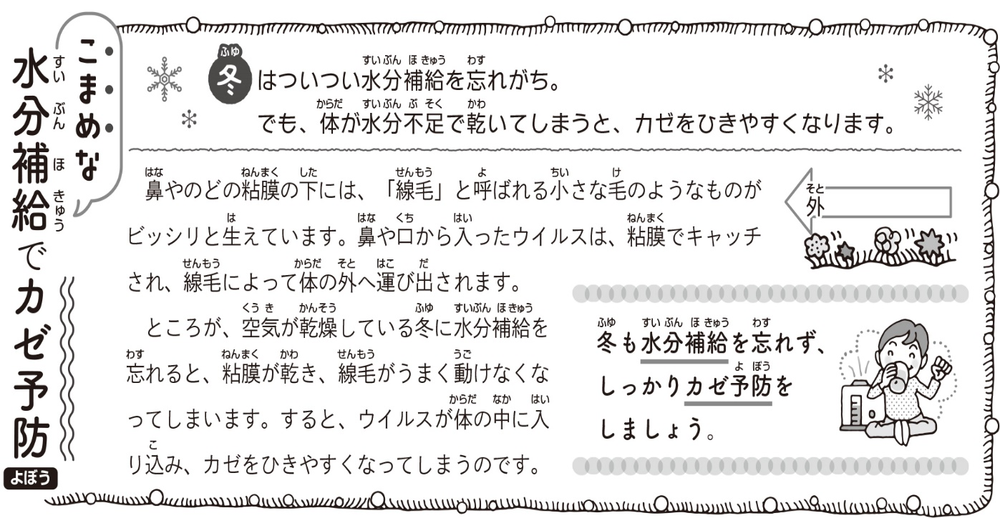 こまめな
水分補給でカゼ予防
すいぶんほきゅう
よぼう
冬はついつい水分補給を忘れがち。
でも、体が水分不足で乾いてしまうと、カゼをひきやすくなります。
鼻やのどの粘膜の下には、「線毛」と呼ばれる小さな毛のようなものが
ビッシリと生えています。鼻や口から入ったウイルスは、粘膜でキャッチ
され、線毛によって体の外へ運び出されます。
ところが、空気が乾燥している冬に水分補給を
忘れると、粘膜が乾き、線毛がうまく動けなくな
ってしまいます。すると、ウイルスが体の中に入
り込み、カゼをひきやすくなってしまうのです。
外
冬も水分補給を忘れず、
しっかりカゼ予防を
しましょう。